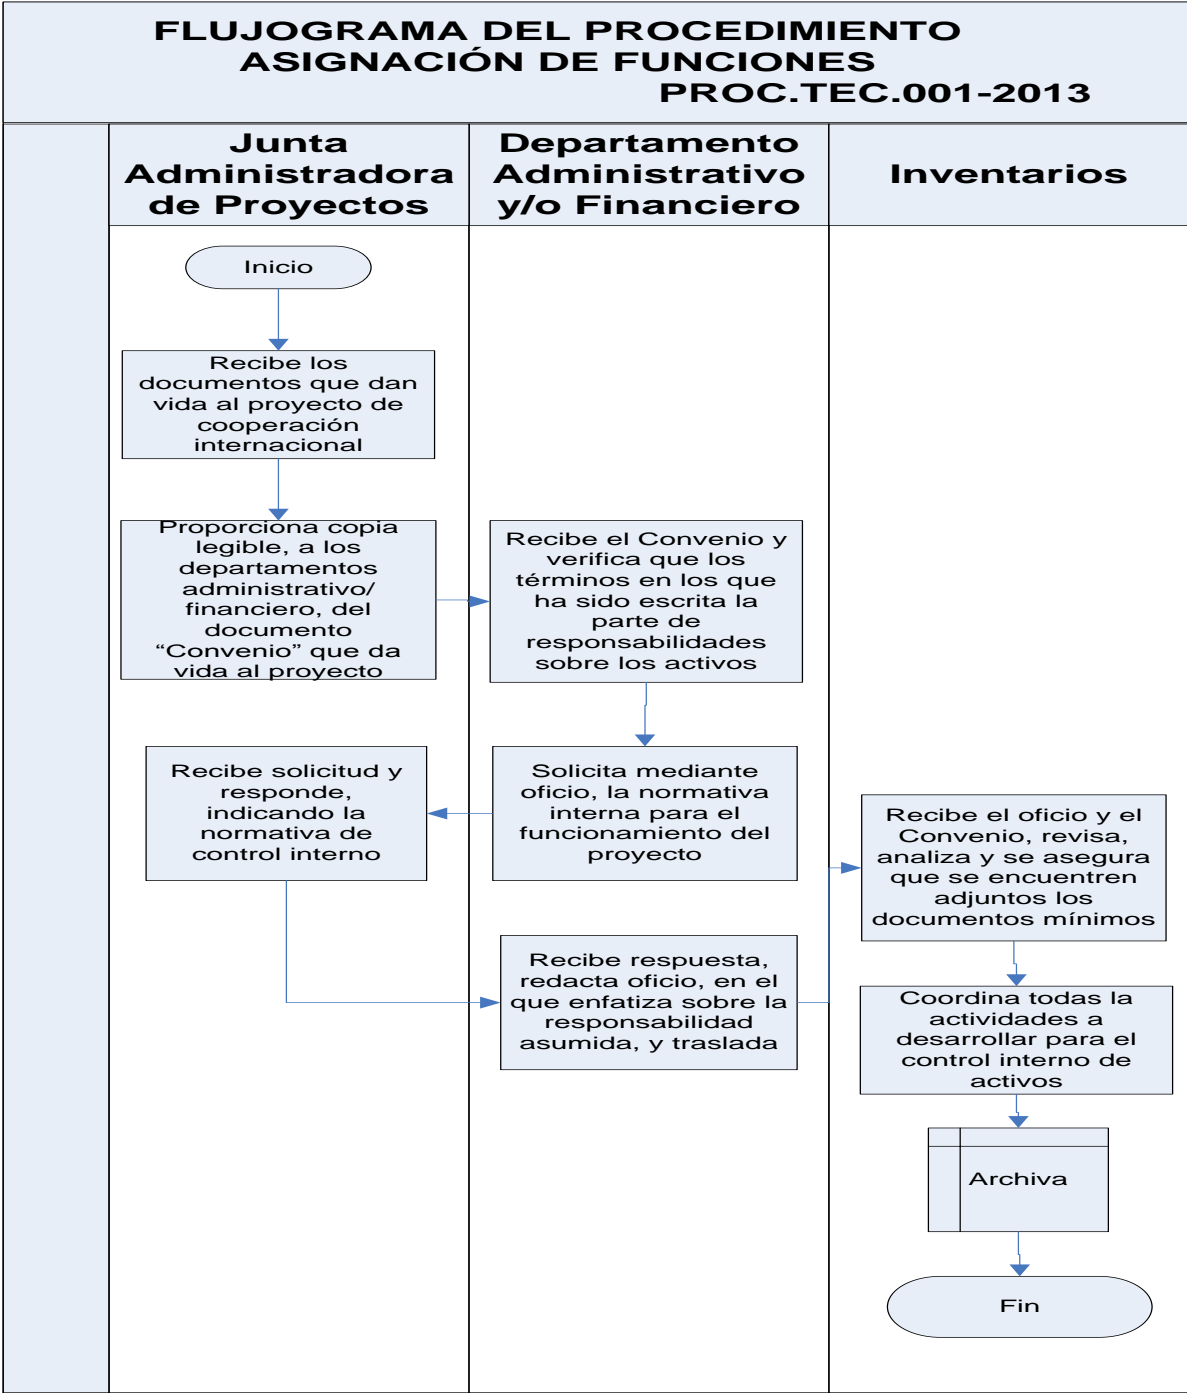 FLUJOGRAMA DEL PROCEDIMIENTO
ASIGNACIÓN DE FUNCIONES
PROC.TEC.001-2013
Junta
Administradora
de Proyectos
Departamento
Administrativo
y/o Financiero
Inventarios
Inicio
Recibe los
documentos que dan
vida al proyecto de
cooperación
internacional
Proporciona copia
legible, a los
departamentos
administrativo/
financiero, del
documento
“Convenio” que da
vida al proyecto
Recibe el Convenio y
verifica que los
términos en los que
ha sido escrita la
parte de
responsabilidades
sobre los activos
Solicita mediante
oficio, la normativa
interna para el
funcionamiento del
proyecto
Recibe solicitud y
responde,
indicando la
normativa de
control interno
Recibe respuesta,
redacta oficio, en el
que enfatiza sobre la
responsabilidad
asumida, y traslada
Recibe el oficio y el
Convenio, revisa,
analiza y se asegura
que se encuentren
adjuntos los
documentos mínimos
Coordina todas la
actividades a
desarrollar para el
control interno de
activos
Archiva
Fin